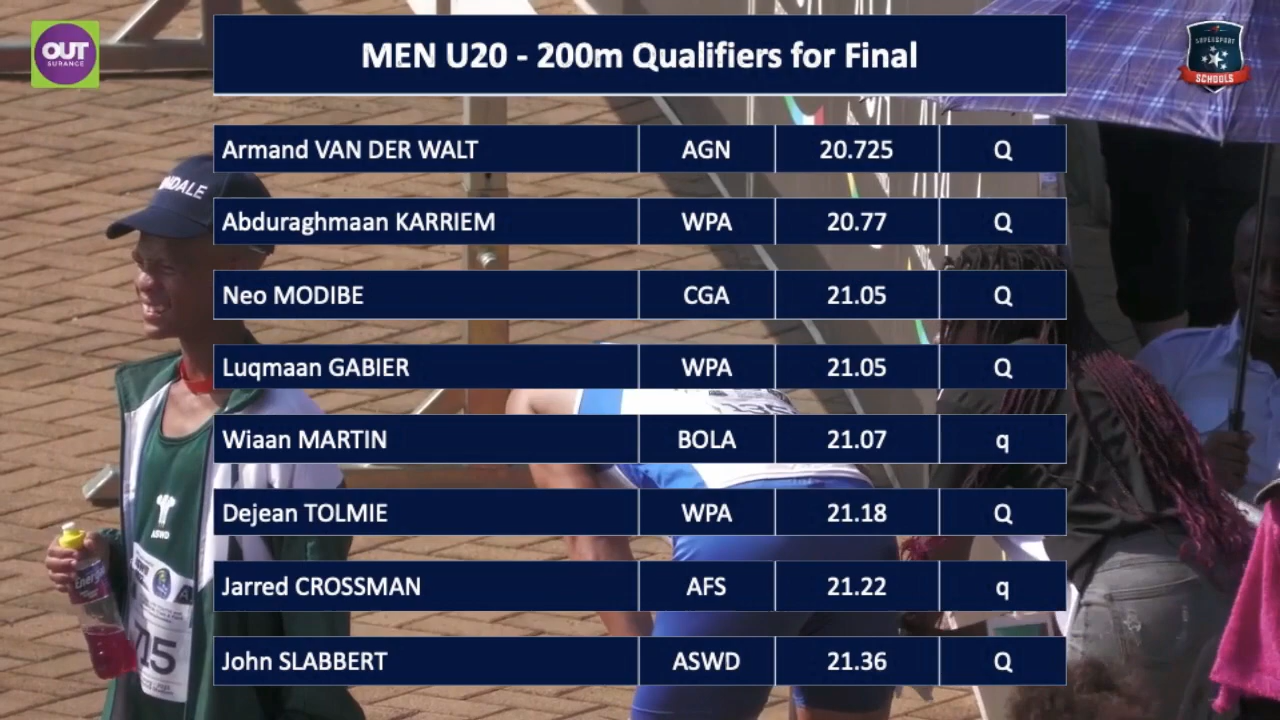 OUT
SURANCE
MEN U20 - 200m Qualifiers for Final
SUPERSPORT
SCHOOLS
Armand VAN DER WALT AGN 20.725 Q
Abduraghmaan KARRIEM WPA 20.77 Q
Neo MODIBE CGA 21.05 Q
Luqmaan GABIER WPA 21.05 Q
Wiaan MARTIN BOLA 21.07 q
Dejean TOLMIE WPA 21.18 Q
Jarred CROSSMAN AFS 21.22 q
John SLABBERT ASWD 21.36 Q
ASWD